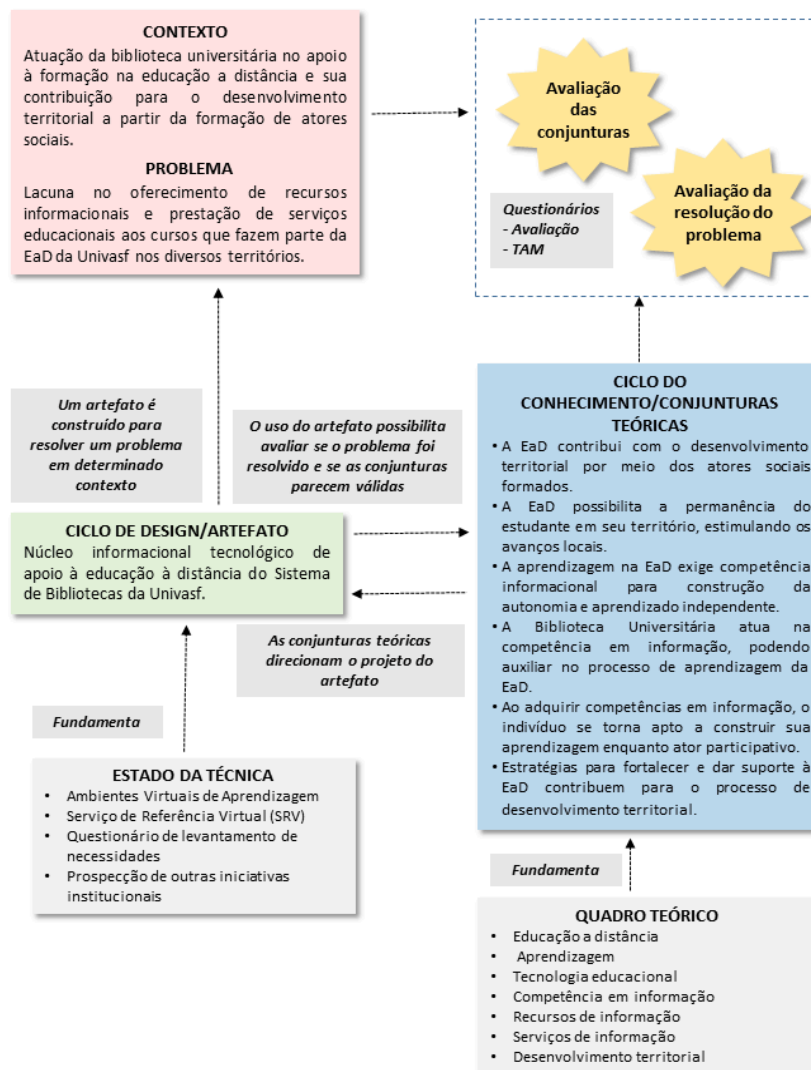 CONTEXTO
Atuação da biblioteca universitária no apoio
à formação na educação a distância e sua
contribuição para o desenvolvimento
territorial a partir da formação de atores
sociais.
PROBLEMA
Lacuna no oferecimento de recursos
informacionais e prestação de serviços
educacionais aos cursos que fazem parte da
EaD da Univasf nos diversos territórios.
Avaliação
das
conjunturas
Avaliação da
resolução do
problema
Questionários
- Avaliação
- TAM
Um artefato é
construído para
resolver um problema
em determinado
contexto
O uso do artefato possibilita
avaliar se o problema foi
resolvido e se as conjunturas
parecem válidas
CICLO DE DESIGN/ARTEFATO
Núcleo informacional tecnológico de
apoio à educação à distância do Sistema
de Bibliotecas da Univasf.
As conjunturas teóricas
direcionam o projeto do
artefato
Fundamenta
ESTADO DA TÉCNICA
• Ambientes Virtuais de Aprendizagem
• Serviço de Referência Virtual (SRV)
• Questionário de levantamento de
necessidades
• Prospecção de outras iniciativas
institucionais
CICLO DO
CONHECIMENTO/CONJUNTURAS
TEÓRICAS
• A EaD contribui com o desenvolvimento
territorial por meio dos atores sociais
formados.
• A EaD possibilita a permanência do
estudante em seu território, estimulando os
avanços locais.
• A aprendizagem na EaD exige competência
informacional para construção da
autonomia e aprendizado independente.
• A Biblioteca Universitária atua na
competência em informação, podendo
auxiliar no processo de aprendizagem da
EaD.
• Ao adquirir competências em informação, o
indivíduo se torna apto a construir sua
aprendizagem enquanto ator participativo.
• Estratégias para fortalecer e dar suporte à
EaD contribuem para o processo de
desenvolvimento territorial.
Fundamenta
QUADRO TEÓRICO
• Educação a distância
• Aprendizagem
• Tecnologia educacional
• Competência em informação
• Recursos de informação
• Serviços de informação
• Desenvolvimento territorial